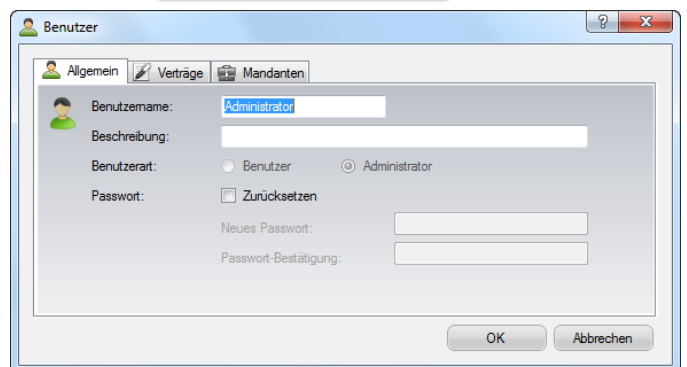 Benutzer
?
X
Allgemein Verträge Mandanten
Benutzername: Administrator
Beschreibung:
Benutzerart: Benutzer Administrator
Passwort: Zurücksetzen
Neues Passwort:
Passwort-Bestätigung:
OK Abbrechen